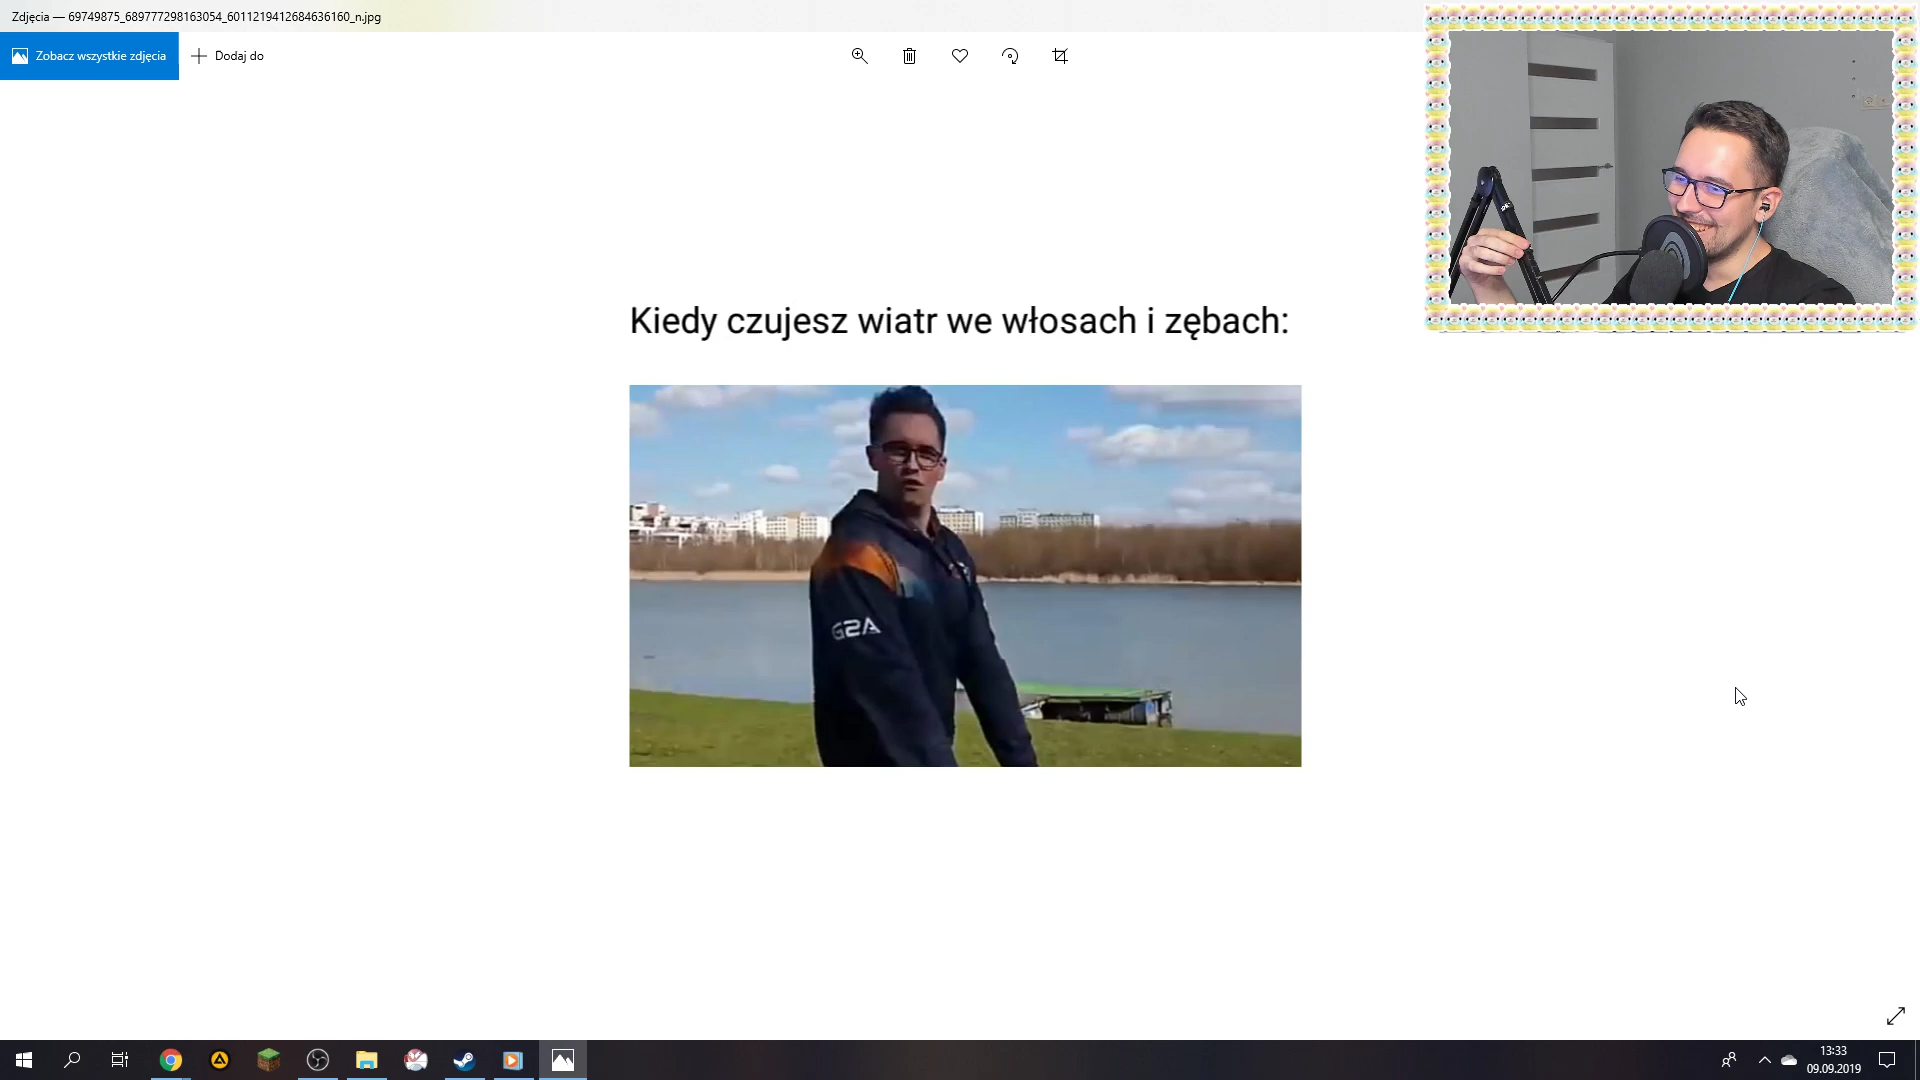 Zdjęcia — 69749875_689777298163054_6011219412684636160_n.jpg
Zobacz wszystkie zdjęcia
Dodaj do
Kiedy czujesz wiatr we włosach i zębach:
G2A
13:33
09.09.2019